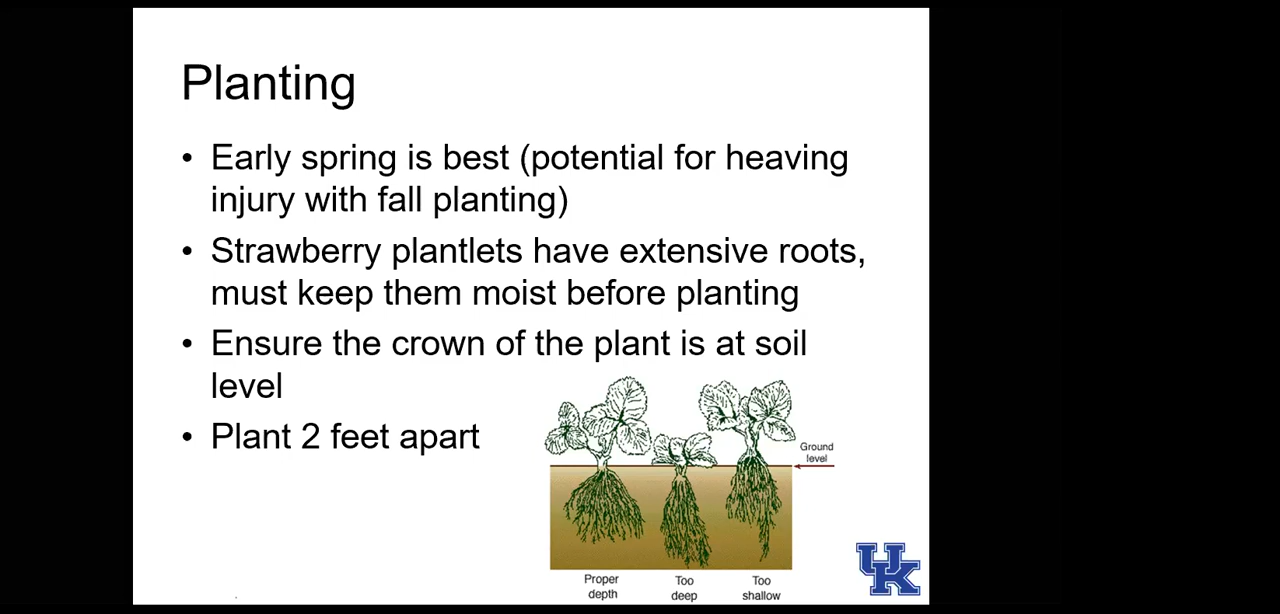 Planting
• Early spring is best (potential for heaving
injury with fall planting)
• Strawberry plantlets have extensive roots,
must keep them moist before planting
• Ensure the crown of the plant is at soil
level
• Plant 2 feet apart
Ground
level
Proper
depth
Too
deep
Too
shallow
UK